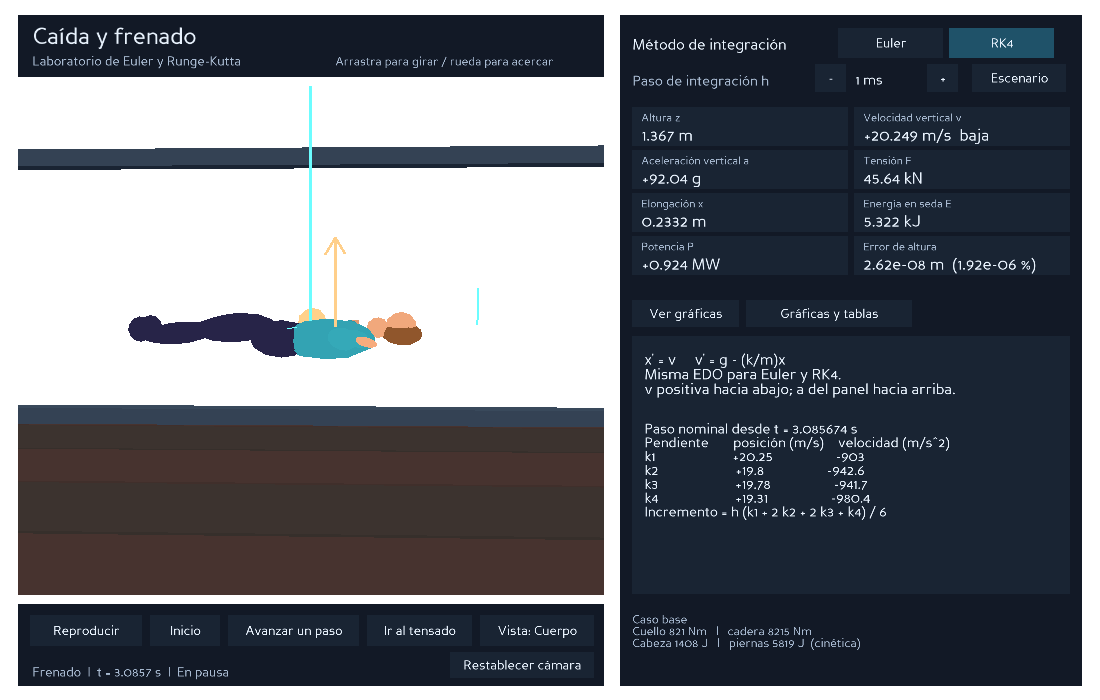 Caída y frenado
Laboratorio de Euler y Runge-Kutta
Arrastra para girar / rueda para acercar
Reproducir
Inicio
Avanzar un paso
Ir al tensado
Vista: Cuerpo
Restablecer cámara
Frenado | t = 3.0857 s | En pausa
Método de integración
Euler
RK4
Paso de integración h
-
1 ms
+
Escenario
Altura z
1.367 m
Velocidad vertical v
+20.249 m/s baja
Aceleración vertical a
+92.04 g
Tensión F
45.64 kN
Elongación x
0.2332 m
Energía en seda E
5.322 kJ
Potencia P
+0.924 MW
Error de altura
2.62e-08 m (1.92e-06 %)
Ver gráficas
Gráficas y tablas
x' = v v' = g - (k/m)x
Misma EDO para Euler y RK4.
v positiva hacia abajo; a del panel hacia arriba.
Paso nominal desde t = 3.085674 s
Pendiente posición (m/s) velocidad (m/s^2)
k1 +20.25 -903
k2 +19.8 -942.6
k3 +19.78 -941.7
k4 +19.31 -980.4
Incremento = h (k1 + 2 k2 + 2 k3 + k4) / 6
Caso base
Cuello 821 Nm | cadera 8215 Nm
Cabeza 1408 J | piernas 5819 J (cinética)